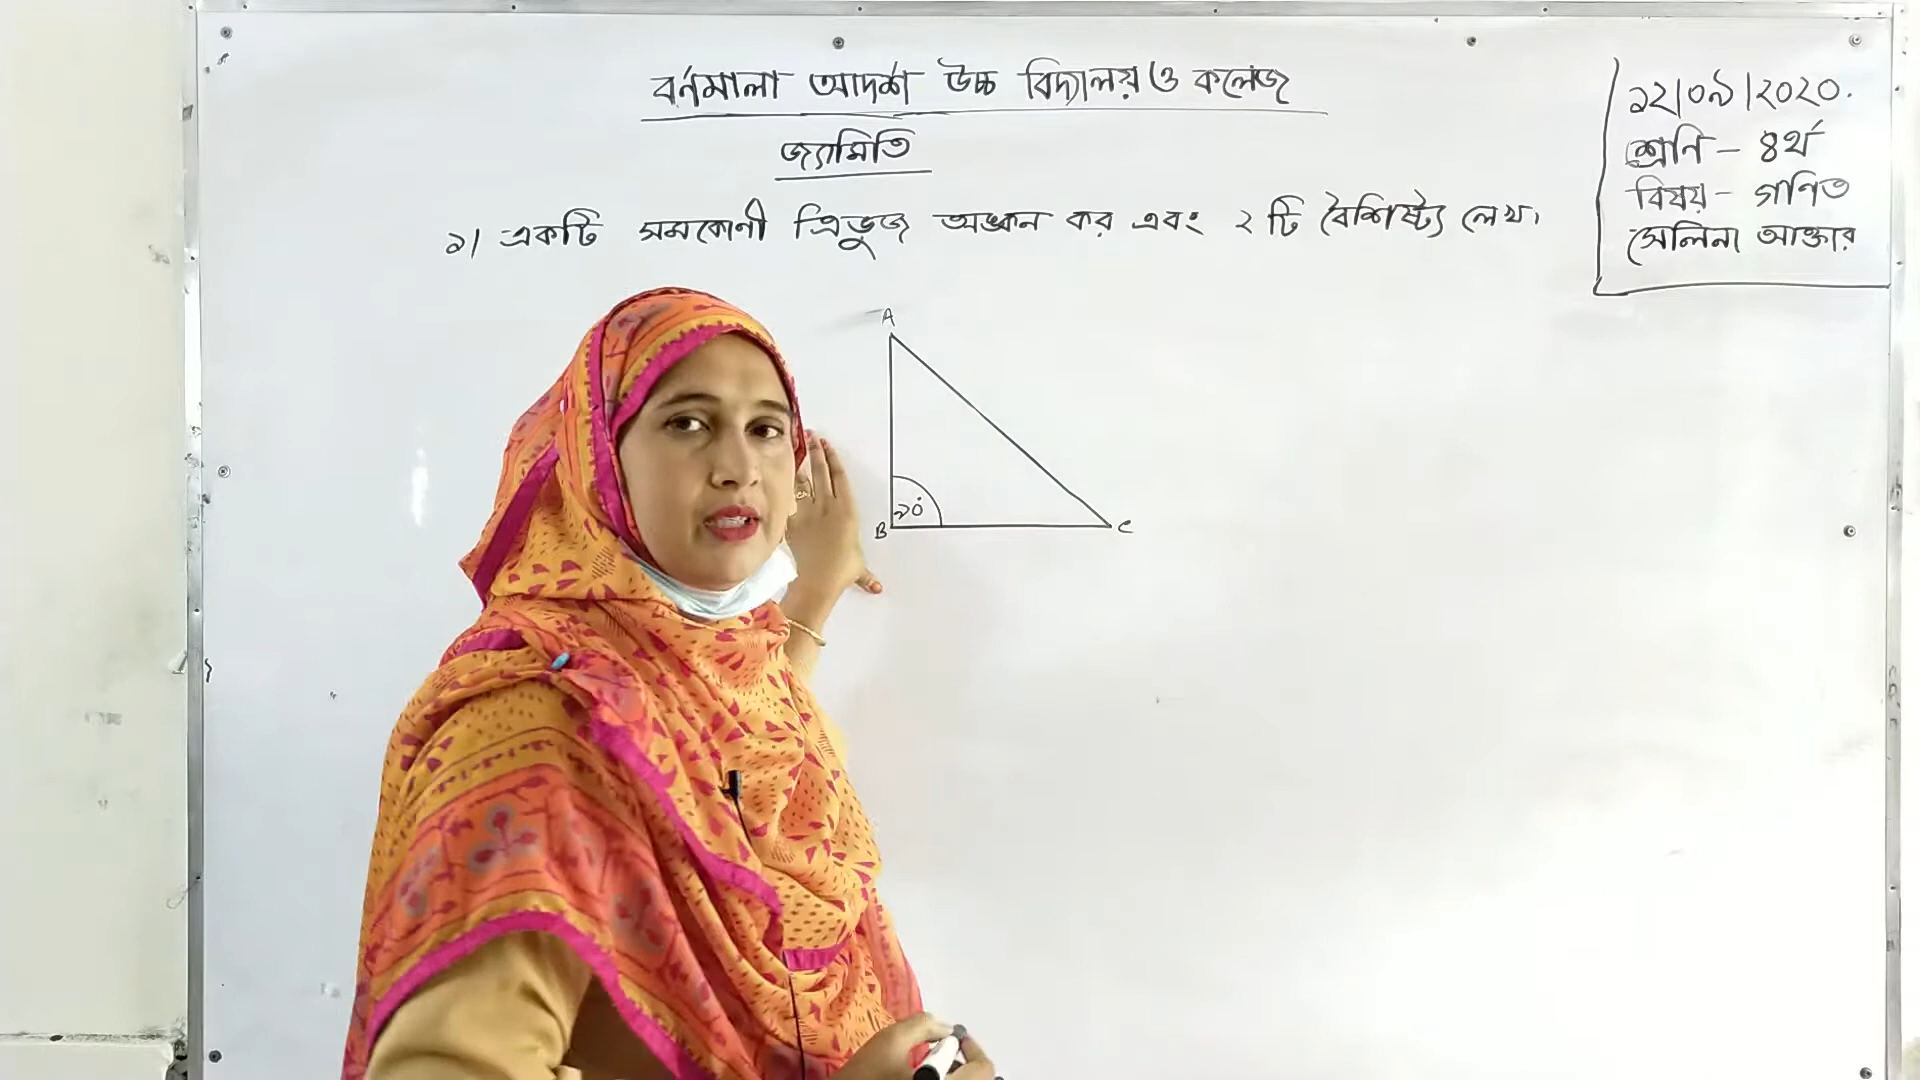 বর্ণমালা আদর্শ উচ্চ বিদ্যালয় ও কলেজ
জ্যামিতি
১২/০৯/২০২০.
শ্রেণি - ৪র্থ
বিষয় - গণিত
সেলিনা আক্তার
১। একটি সমকোণী ত্রিভুজ অঙ্কন কর এবং ২ টি বৈশিষ্ট্য লেখ।
A
৯০°
B
C